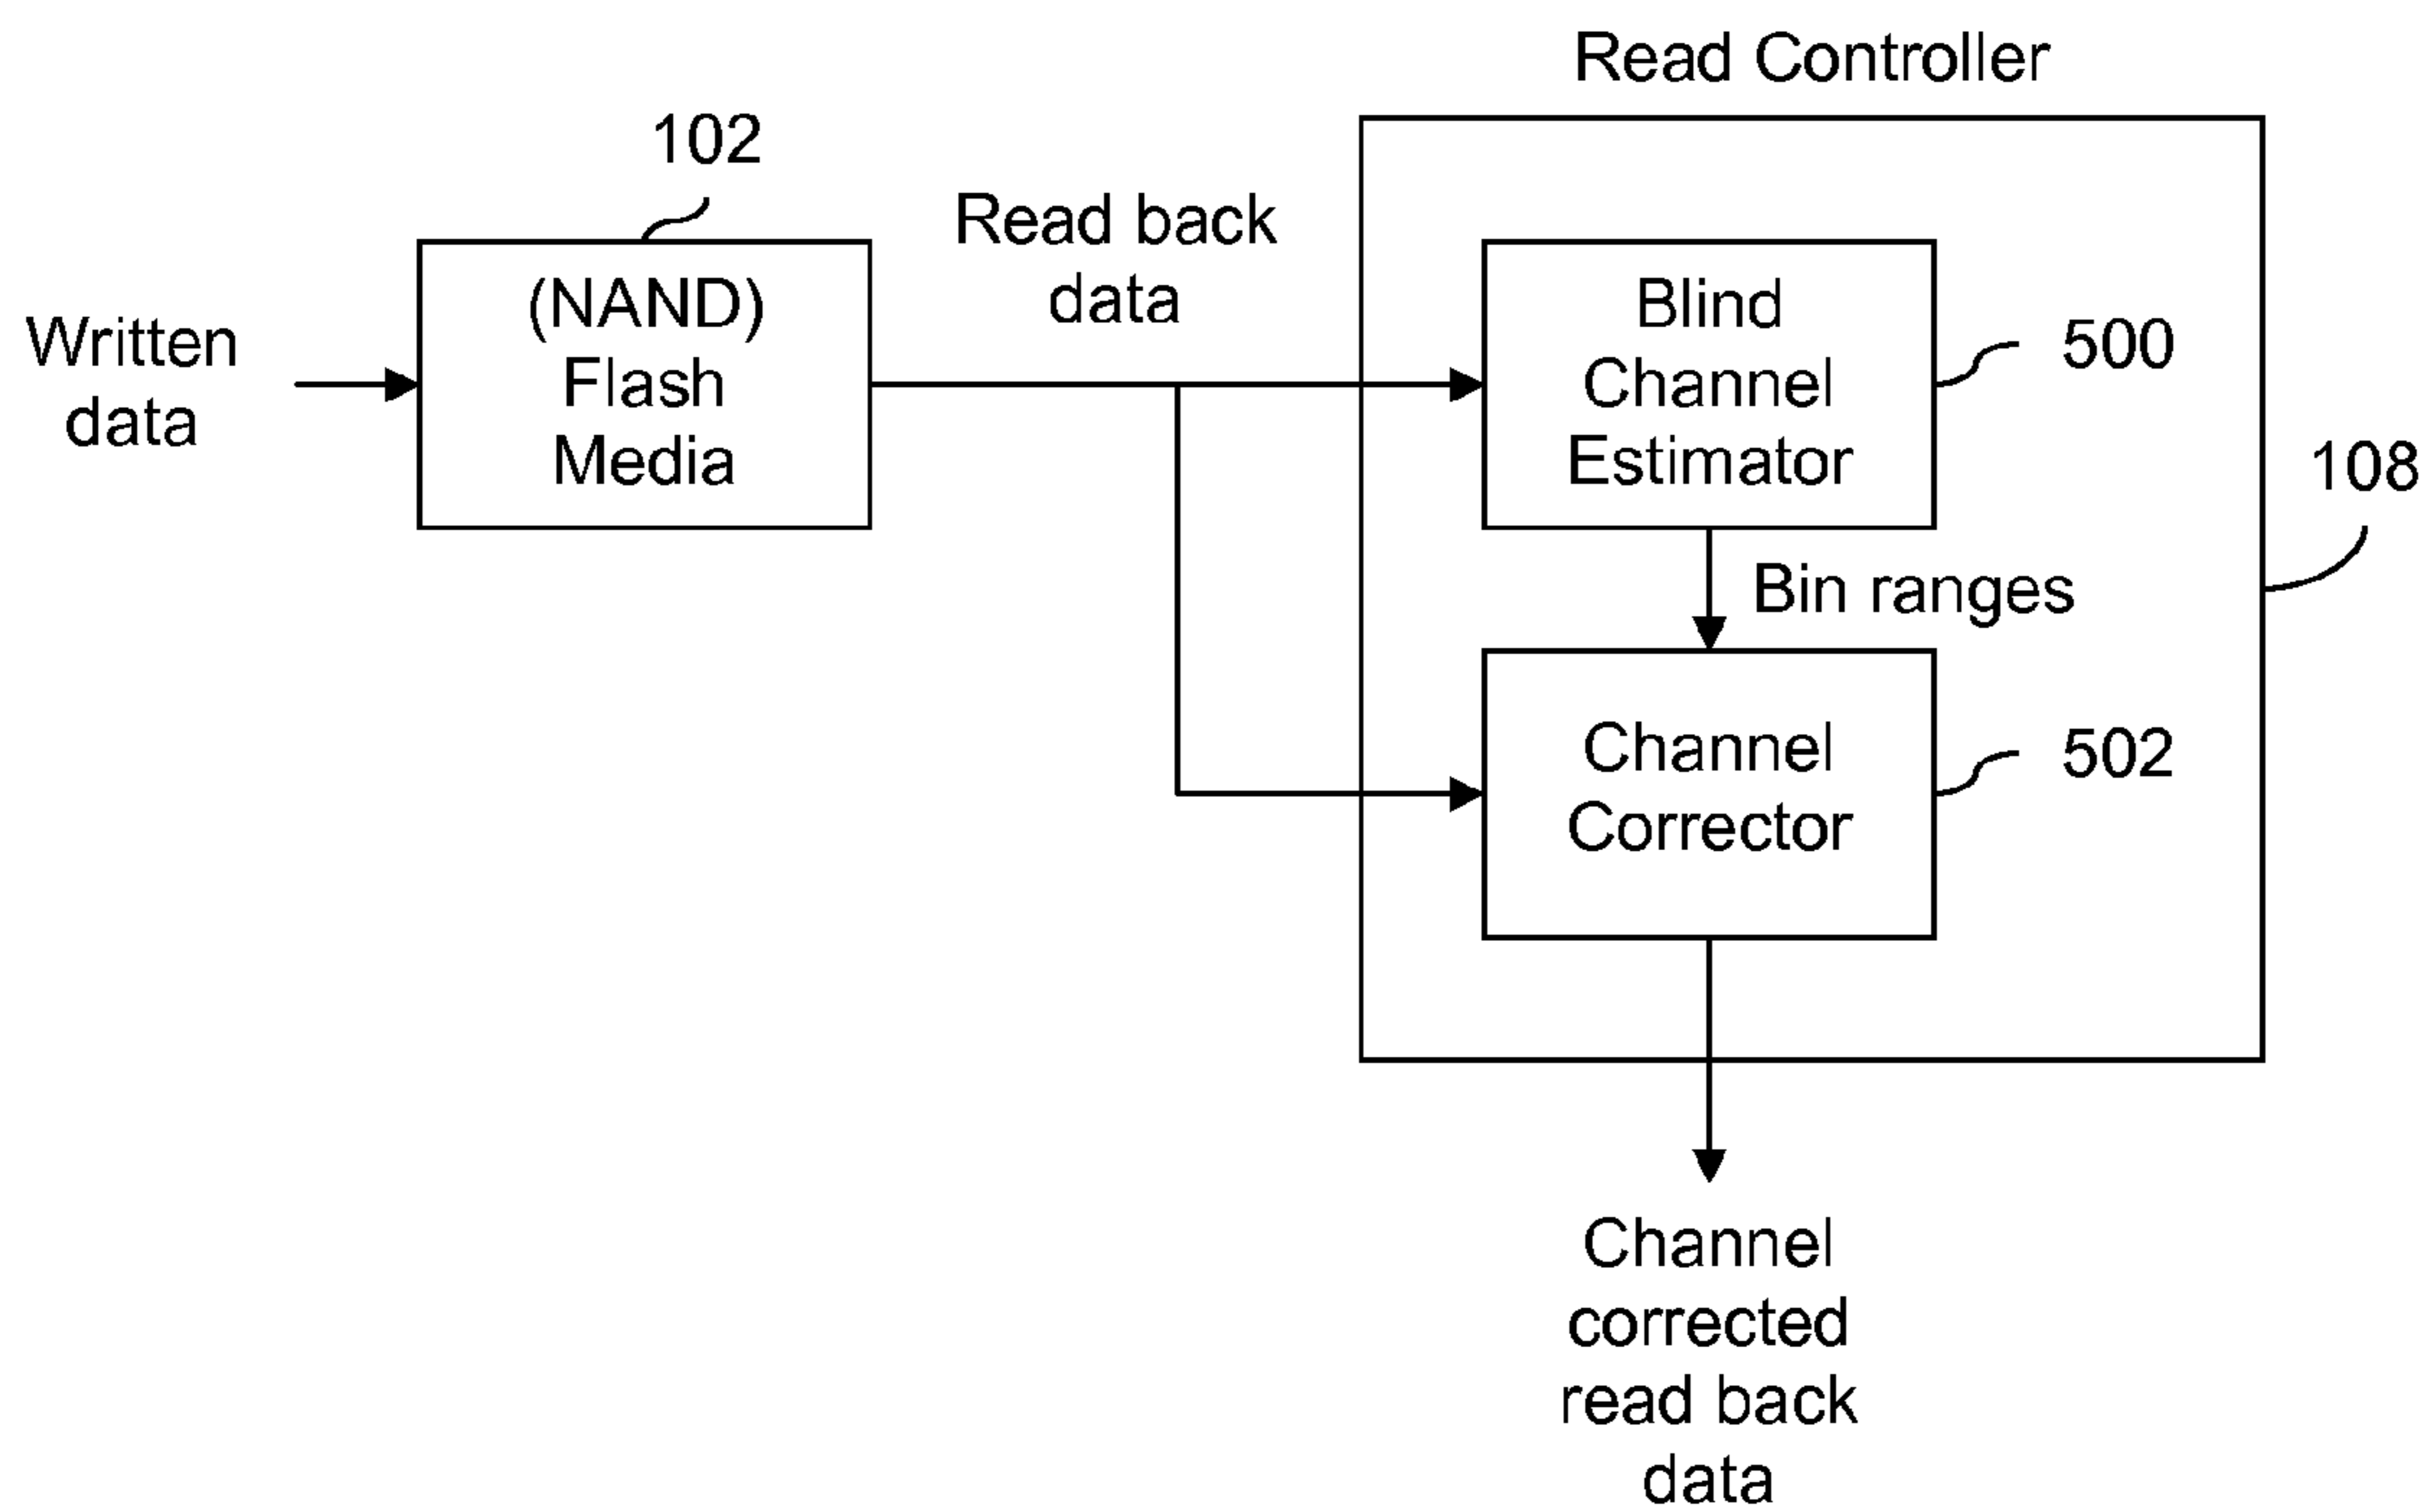 Read Controller
102
Read back
data
Written
data
(NAND)
Flash
Media
Blind
Channel
Estimator
500
108
Bin ranges
Channel
Corrector
502
Channel
corrected
read back
data